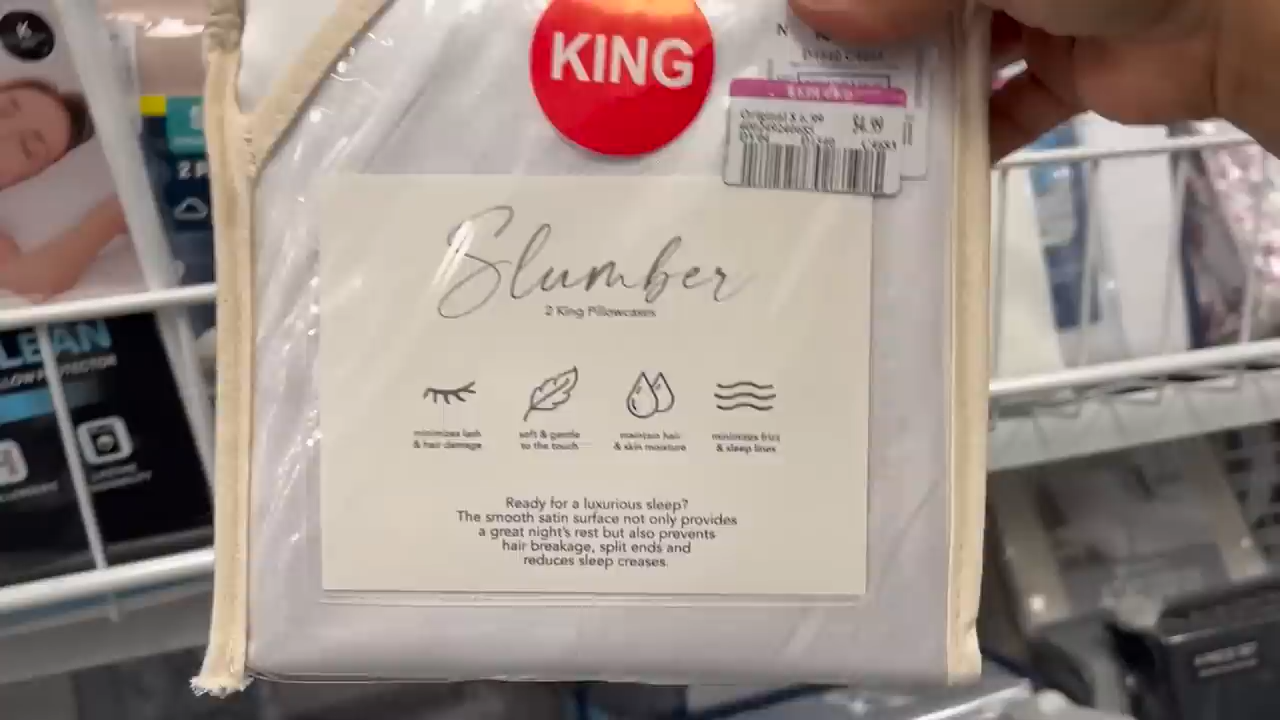 KING
$4.99
Slumber
2 King Pillowcases
minimizes lash
& hair damage
soft & gentle
to the touch
maintain hair
& skin moisture
minimizes frizz
& sleep lines
Ready for a luxurious sleep?
The smooth satin surface not only provides
a great night's rest but also prevents
hair breakage, split ends and
reduces sleep creases.
2 P
LEAN